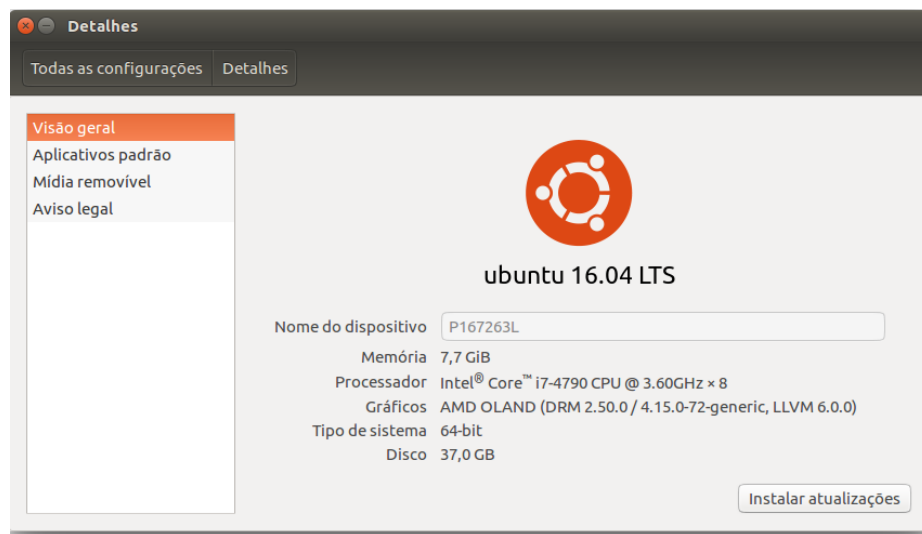 Detalhes
Todas as configurações Detalhes
Visão geral
Aplicativos padrão
Mídia removível
Aviso legal
ubuntu 16.04 LTS
Nome do dispositivo P167263L
Memória 7,7 GiB
Processador Intel® Core™ i7-4790 CPU @ 3.60GHz × 8
Gráficos AMD OLAND (DRM 2.50.0 / 4.15.0-72-generic, LLVM 6.0.0)
Tipo de sistema 64-bit
Disco 37,0 GB
Instalar atualizações